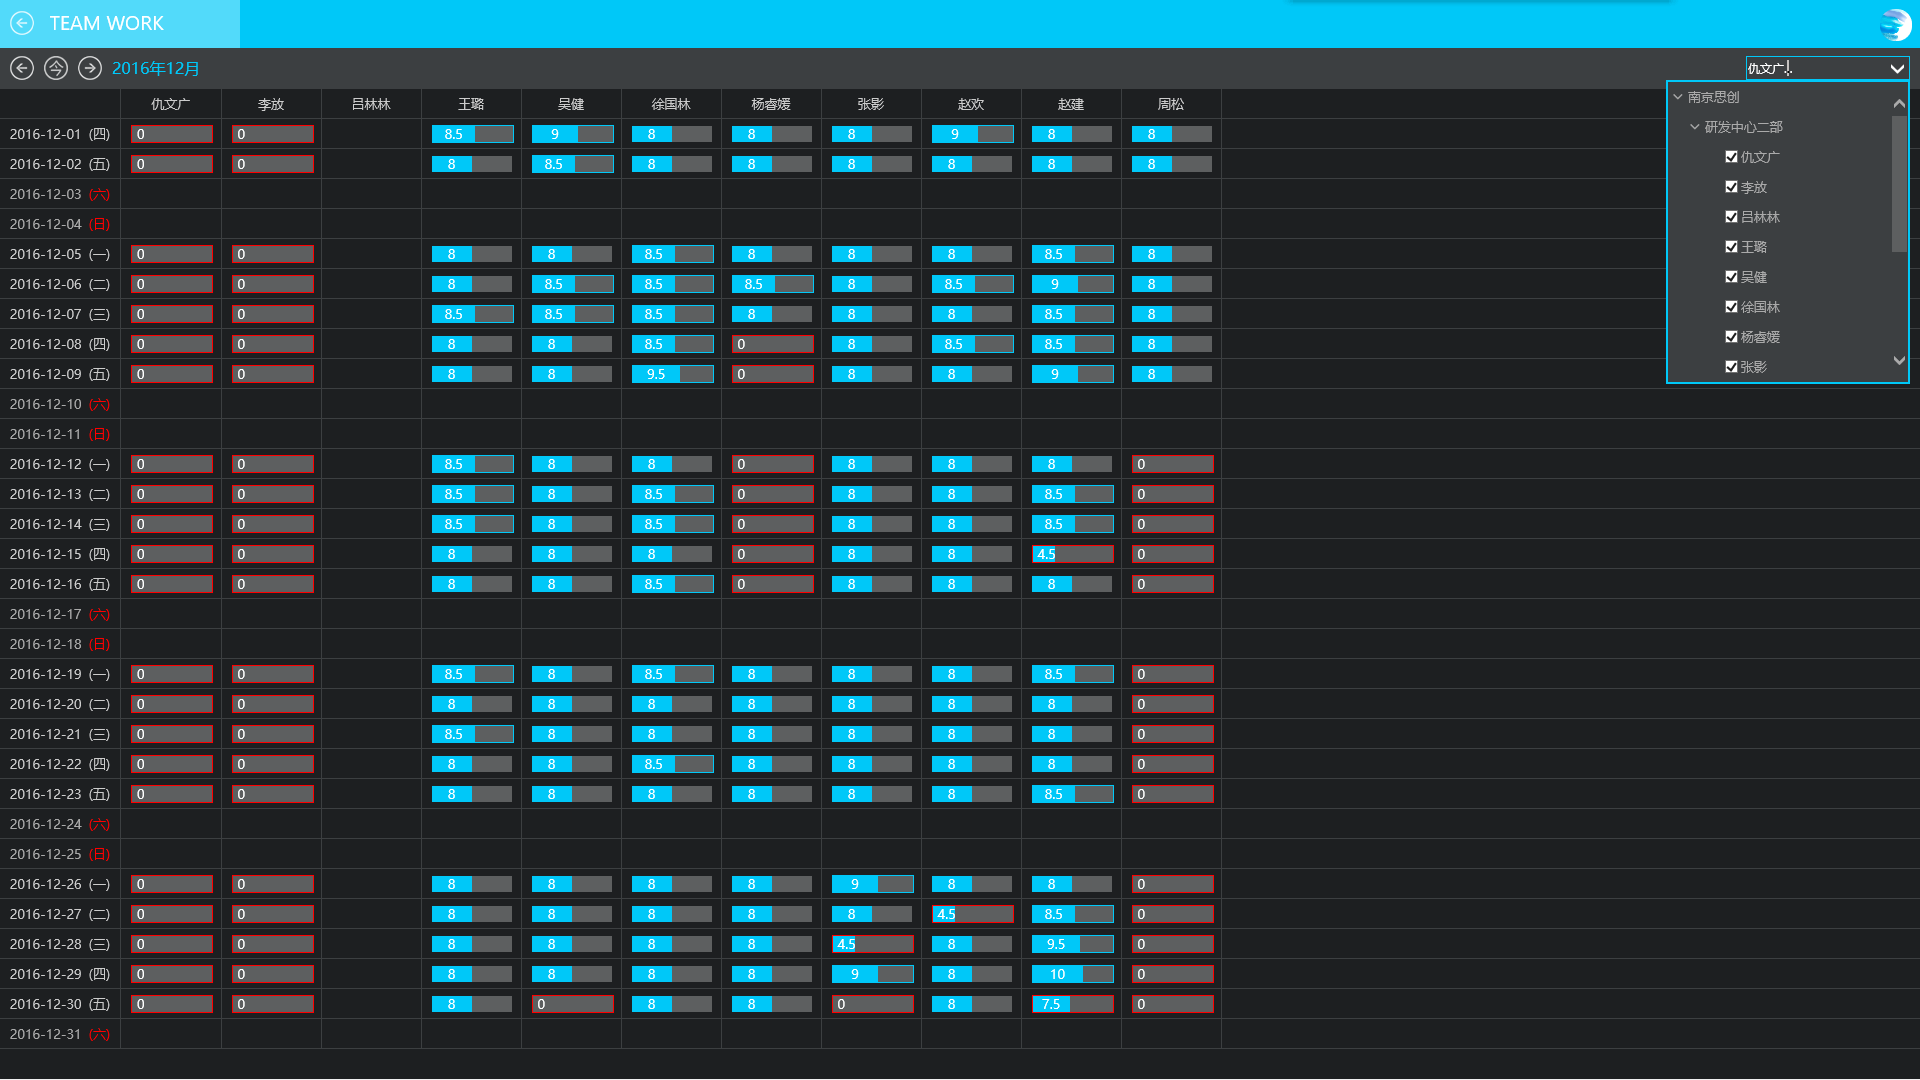 TEAM WORK
今 2016年12月 仇文广
仇文广 李放 吕林林 王璐 吴健 徐国林 杨睿媛 张影 赵欢 赵建 周松
2016-12-01 (四) 0 0 8.5 9 8 8 8 9 8 8
2016-12-02 (五) 0 0 8 8.5 8 8 8 8 8 8
2016-12-03 (六)
2016-12-04 (日)
2016-12-05 (一) 0 0 8 8 8.5 8 8 8 8.5 8
2016-12-06 (二) 0 0 8 8.5 8.5 8.5 8 8.5 9 8
2016-12-07 (三) 0 0 8.5 8.5 8.5 8 8 8 8.5 8
2016-12-08 (四) 0 0 8 8 8.5 0 8 8.5 8.5 8
2016-12-09 (五) 0 0 8 8 9.5 0 8 8 9 8
2016-12-10 (六)
2016-12-11 (日)
2016-12-12 (一) 0 0 8.5 8 8 0 8 8 8 0
2016-12-13 (二) 0 0 8.5 8 8.5 0 8 8 8.5 0
2016-12-14 (三) 0 0 8.5 8 8.5 0 8 8 8.5 0
2016-12-15 (四) 0 0 8 8 8 0 8 8 4.5 0
2016-12-16 (五) 0 0 8 8 8.5 0 8 8 8 0
2016-12-17 (六)
2016-12-18 (日)
2016-12-19 (一) 0 0 8.5 8 8.5 8 8 8 8.5 0
2016-12-20 (二) 0 0 8 8 8 8 8 8 8 0
2016-12-21 (三) 0 0 8.5 8 8 8 8 8 8 0
2016-12-22 (四) 0 0 8 8 8.5 8 8 8 8 0
2016-12-23 (五) 0 0 8 8 8 8 8 8 8.5 0
2016-12-24 (六)
2016-12-25 (日)
2016-12-26 (一) 0 0 8 8 8 8 9 8 8 0
2016-12-27 (二) 0 0 8 8 8 8 8 4.5 8.5 0
2016-12-28 (三) 0 0 8 8 8 8 4.5 8 9.5 0
2016-12-29 (四) 0 0 8 8 8 8 9 8 10 0
2016-12-30 (五) 0 0 8 0 8 8 0 8 7.5 0
2016-12-31 (六)
南京思创
研发中心二部
仇文广
李放
吕林林
王璐
吴健
徐国林
杨睿媛
张影